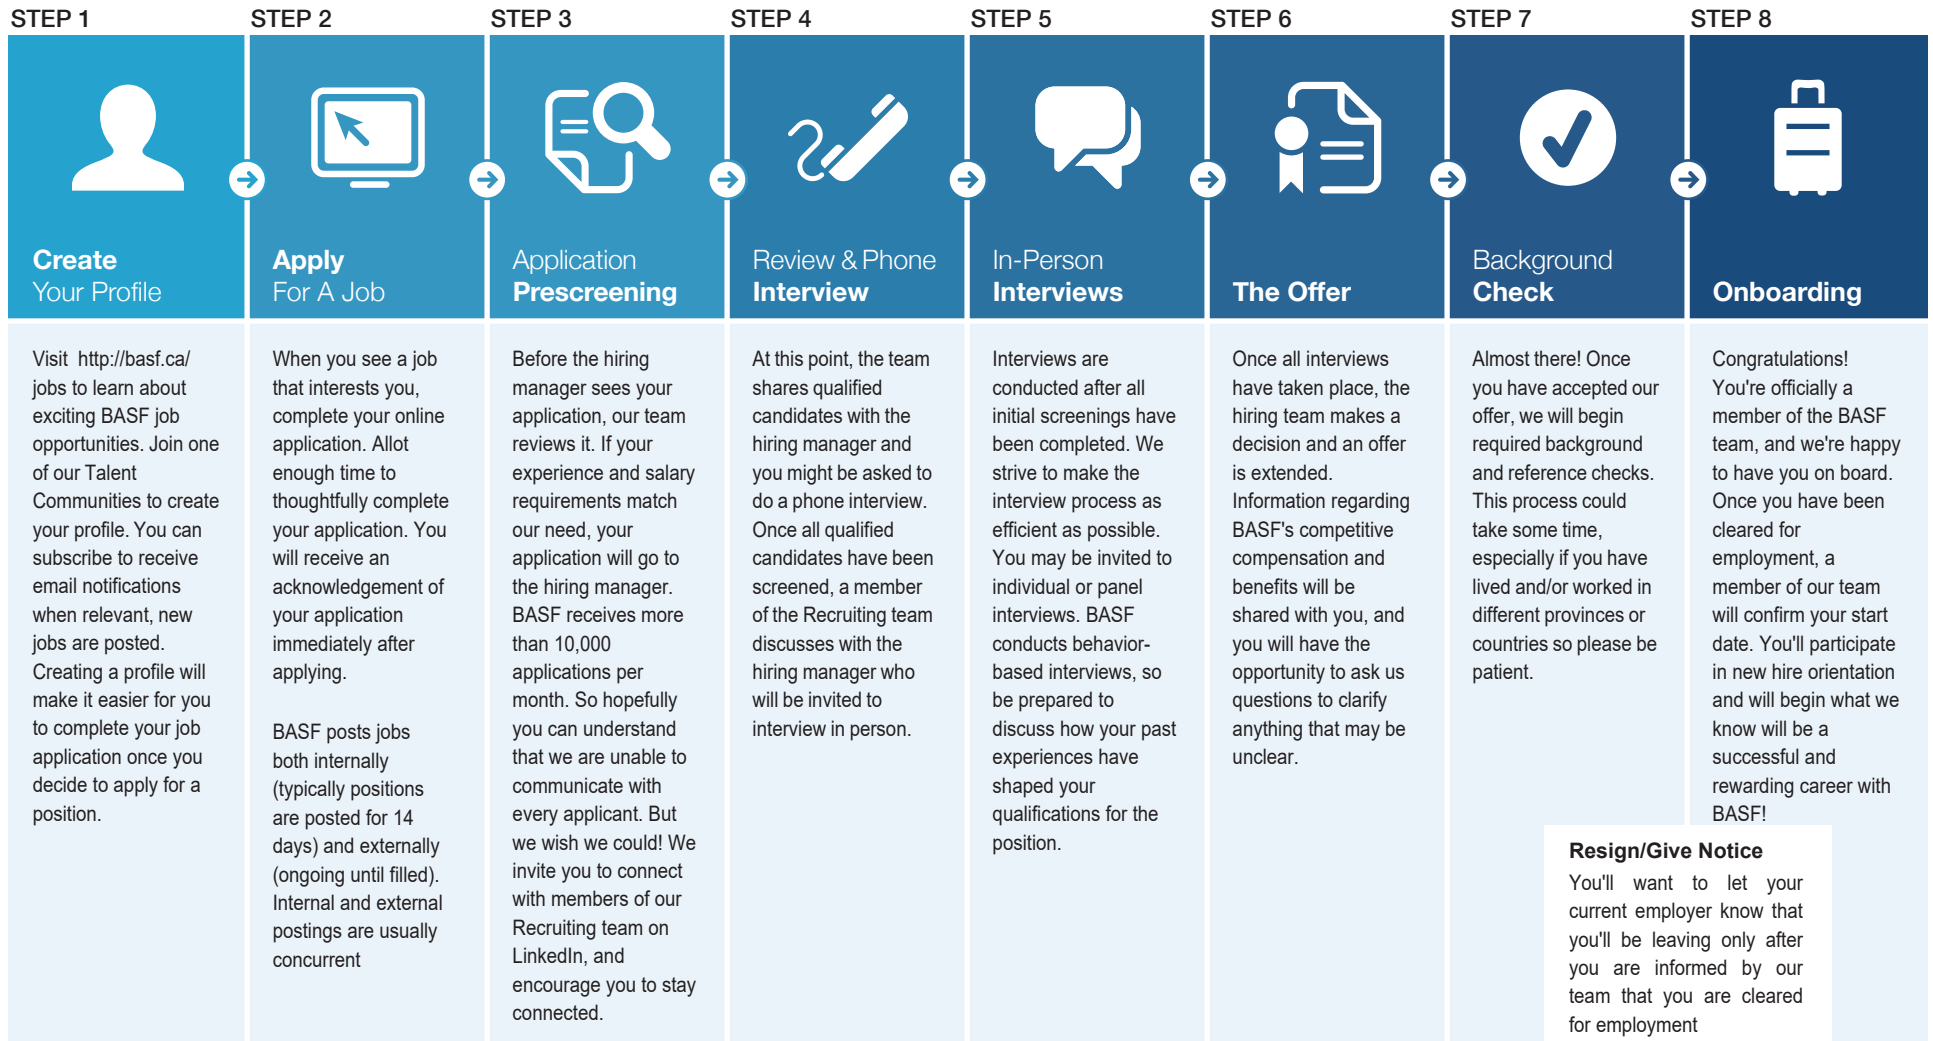 STEP 1
Create
Your Profile
Visit http://basf.ca/
jobs to learn about
exciting BASF job
opportunities. Join one
of our Talent
Communities to create
your profile. You can
subscribe to receive
email notifications
when relevant, new
jobs are posted.
Creating a profile will
make it easier for you
to complete your job
application once you
decide to apply for a
position.
STEP 2
Apply
For A Job
When you see a job
that interests you,
complete your online
application. Allot
enough time to
thoughtfully complete
your application. You
will receive an
acknowledgement of
your application
immediately after
applying.
BASF posts jobs
both internally
(typically positions
are posted for 14
days) and externally
(ongoing until filled).
Internal and external
postings are usually
concurrent
STEP 3
Application
Prescreening
Before the hiring
manager sees your
application, our team
reviews it. If your
experience and salary
requirements match
our need, your
application will go to
the hiring manager.
BASF receives more
than 10,000
applications per
month. So hopefully
you can understand
that we are unable to
communicate with
every applicant. But
we wish we could! We
invite you to connect
with members of our
Recruiting team on
LinkedIn, and
encourage you to stay
connected.
STEP 4
Review & Phone
Interview
At this point, the team
shares qualified
candidates with the
hiring manager and
you might be asked to
do a phone interview.
Once all qualified
candidates have been
screened, a member
of the Recruiting team
discusses with the
hiring manager who
will be invited to
interview in person.
STEP 5
In-Person
Interviews
Interviews are
conducted after all
initial screenings have
been completed. We
strive to make the
interview process as
efficient as possible.
You may be invited to
individual or panel
interviews. BASF
conducts behavior-
based interviews, so
be prepared to
discuss how your past
experiences have
shaped your
qualifications for the
position.
STEP 6
The Offer
Once all interviews
have taken place, the
hiring team makes a
decision and an offer
is extended.
Information regarding
BASF's competitive
compensation and
benefits will be
shared with you, and
you will have the
opportunity to ask us
questions to clarify
anything that may be
unclear.
STEP 7
Background
Check
Almost there! Once
you have accepted our
offer, we will begin
required background
and reference checks.
This process could
take some time,
especially if you have
lived and/or worked in
different provinces or
countries so please be
patient.
STEP 8
Onboarding
Congratulations!
You're officially a
member of the BASF
team, and we're happy
to have you on board.
Once you have been
cleared for
employment, a
member of our team
will confirm your start
date. You'll participate
in new hire orientation
and will begin what we
know will be a
successful and
rewarding career with
BASF!
Resign/Give Notice
You'll want to let your
current employer know that
you'll be leaving only after
you are informed by our
team that you are cleared
for employment